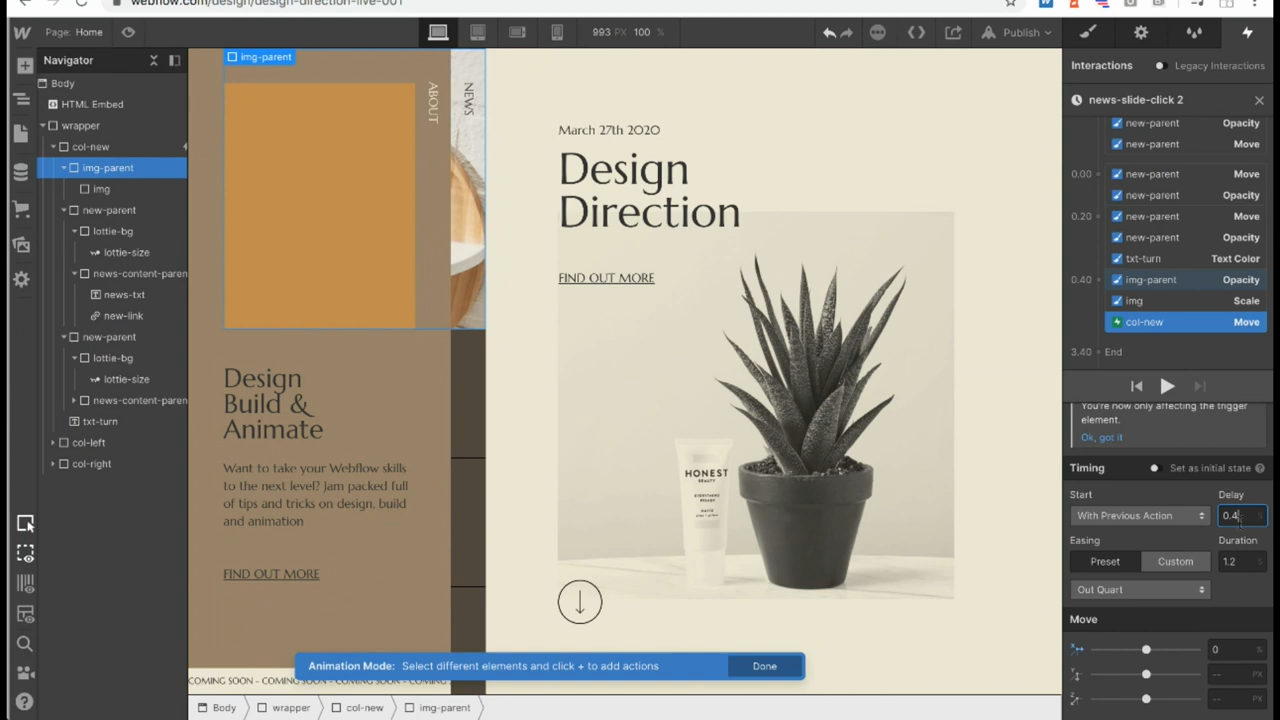 webflow.com/design/design-direction-live-001
Page: Home
993 PX 100 %
Publish
Navigator
Body
HTML Embed
wrapper
col-new
img-parent
img
new-parent
lottie-bg
lottie-size
news-content-paren
news-txt
new-link
new-parent
lottie-bg
lottie-size
news-content-paren
txt-turn
col-left
col-right
img-parent
ABOUT
NEWS
Design
Build &
Animate
Want to take your Webflow skills
to the next level? Jam packed full
of tips and tricks on design, build
and animation
FIND OUT MORE
COMING SOON - COMING SOON - COMING SOON - COMING
March 27th 2020
Design
Direction
FIND OUT MORE
HONEST
BEAUTY
Animation Mode: Select different elements and click + to add actions
Done
Body
wrapper
col-new
img-parent
Interactions
Legacy Interactions
news-slide-click 2
new-parent Opacity
new-parent Move
0.00 new-parent Move
new-parent Opacity
0.20 new-parent Move
new-parent Opacity
txt-turn Text Color
0.40 img-parent Opacity
img Scale
col-new Move
3.40 End
You're now only affecting the trigger
element.
Ok, got it
Timing
Set as initial state
Start
Delay
With Previous Action
0.4
Easing
Duration
Preset
Custom
1.2
Out Quart
Move
X
0 %
Y
-- PX
Z
-- PX